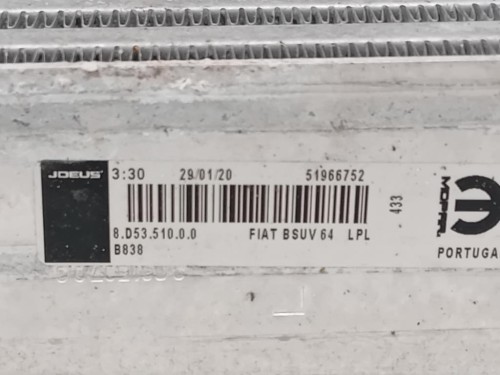 JOEUS 3:30 29/01/20 51966752
433
8.D53.510.0.0 FIAT BSUV 64 LPL
B838
MOPAR.
PORTUGA